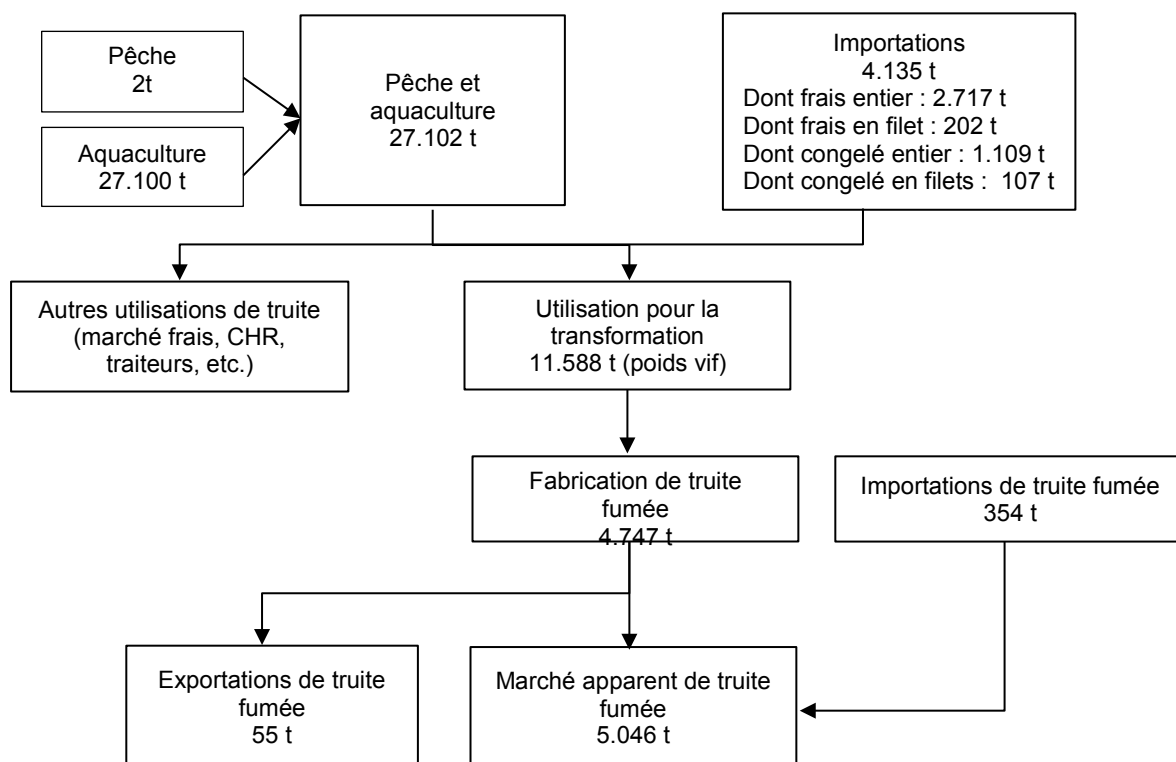 Pêche
2t
Aquaculture
27.100 t
Pêche et
aquaculture
27.102 t
Importations
4.135 t
Dont frais entier : 2.717 t
Dont frais en filet : 202 t
Dont congelé entier : 1.109 t
Dont congelé en filets :  107 t
Autres utilisations de truite
(marché frais, CHR,
traiteurs, etc.)
Utilisation pour la
transformation
11.588 t (poids vif)
Fabrication de truite
fumée
4.747 t
Importations de truite fumée
354 t
Exportations de truite
fumée
55 t
Marché apparent de truite
fumée
5.046 t